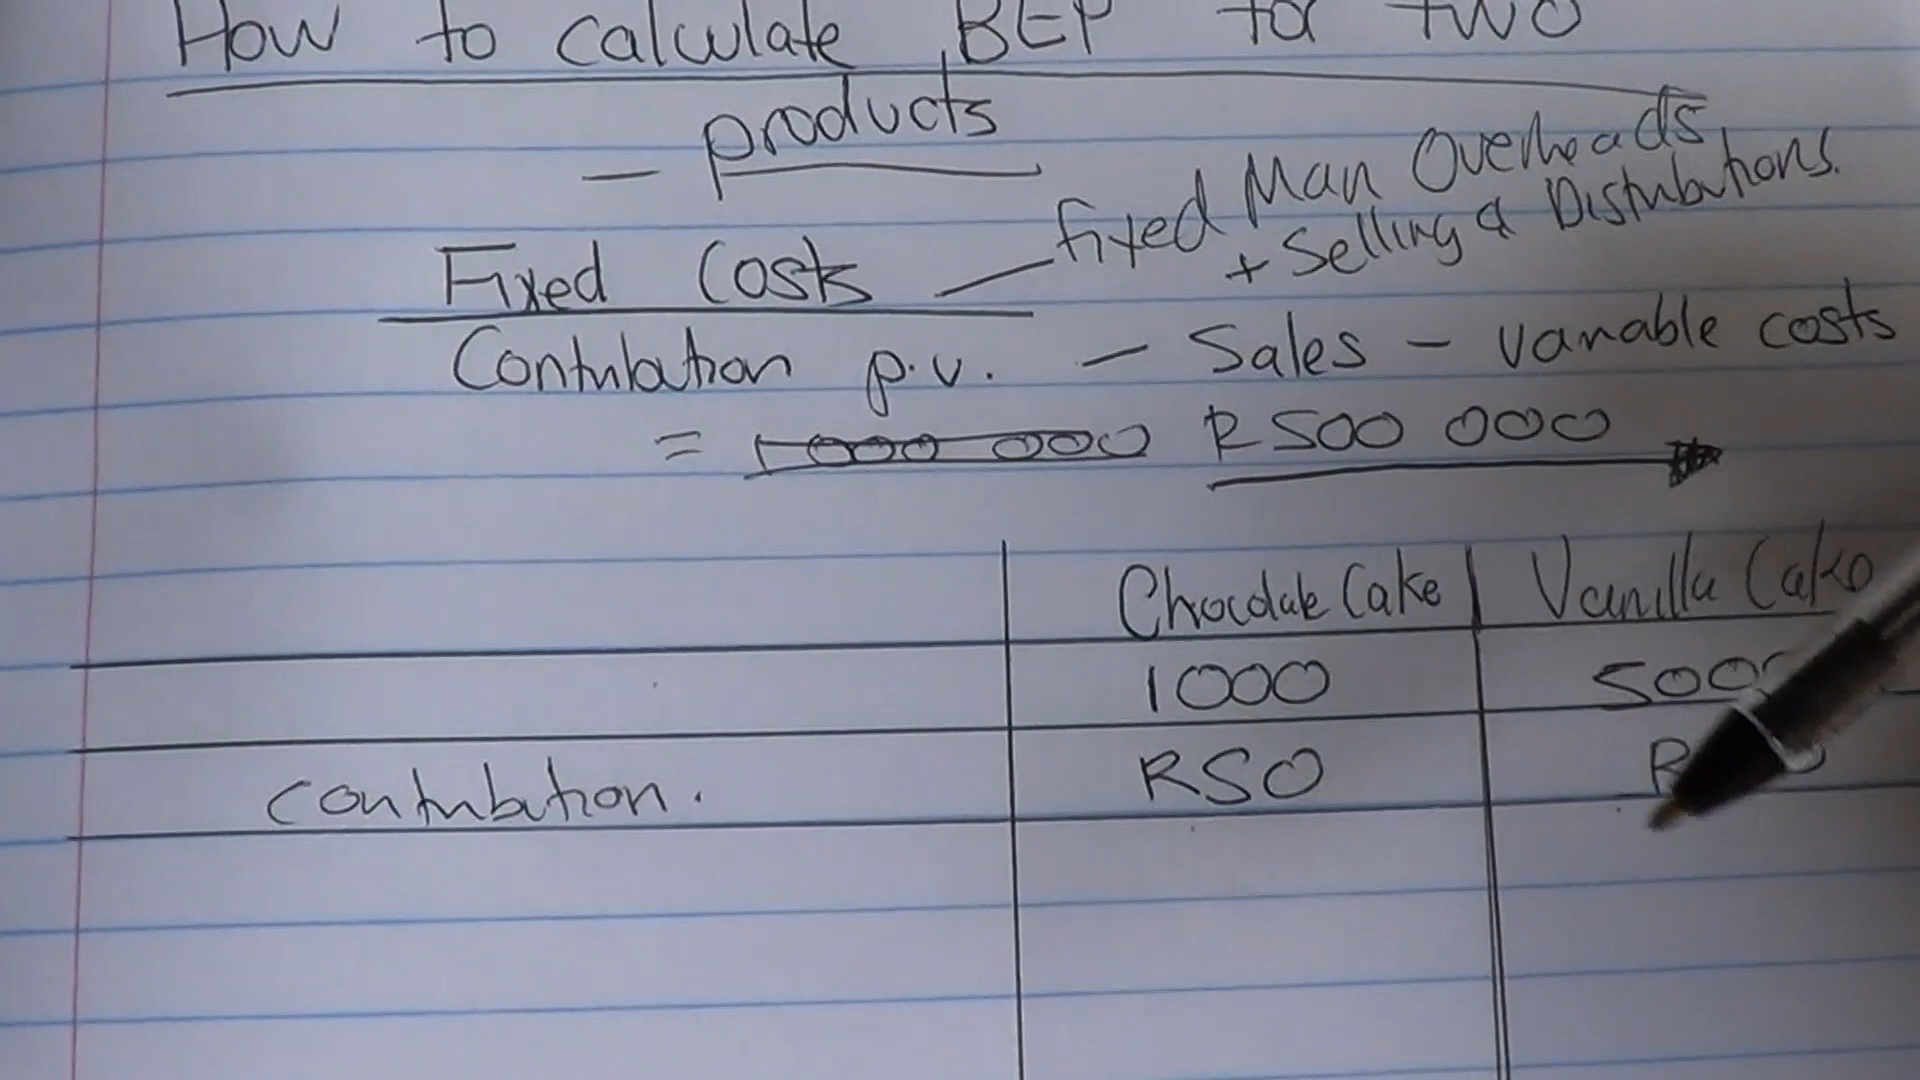 How to calculate BEP for two
- products
Fixed Costs - fixed Man Overheads
+ Selling & Distributions.
Contribution p.v. - Sales - variable costs
= 1000 000 R500 000
Chocolate Cake Vanilla Cake
1000
contribution. R50